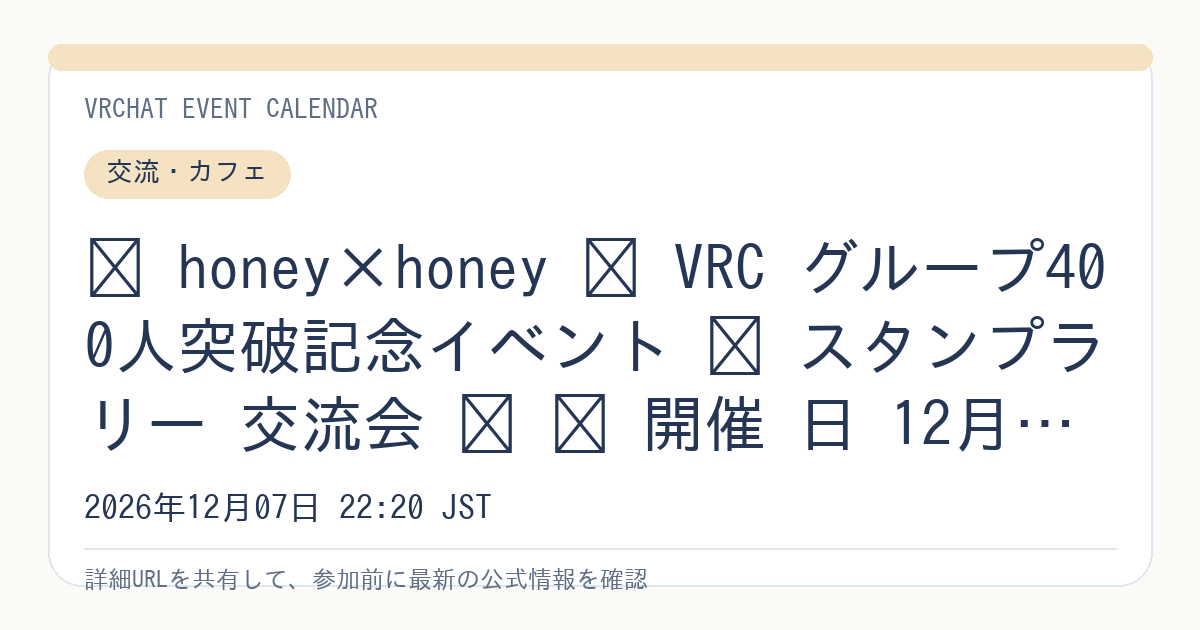 VRCHAT EVENT CALENDAR
交流・カフェ
honey×honey VRC グループ40
0人突破記念イベント スタンプラ
リー 交流会 開催 日 12月…
2026年12月07日 22:20 JST
詳細URLを共有して、参加前に最新の公式情報を確認